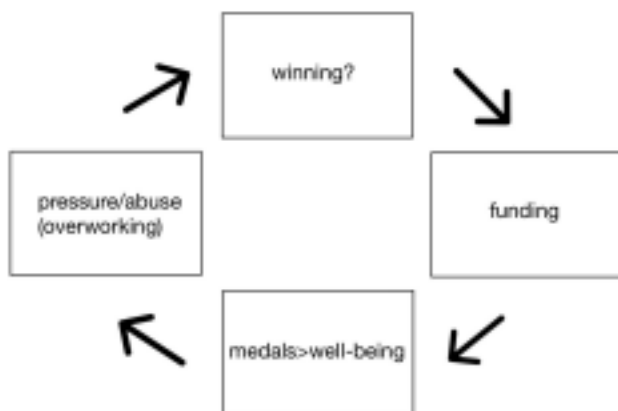 winning?
funding
medals>well-being
pressure/abuse
(overworking)